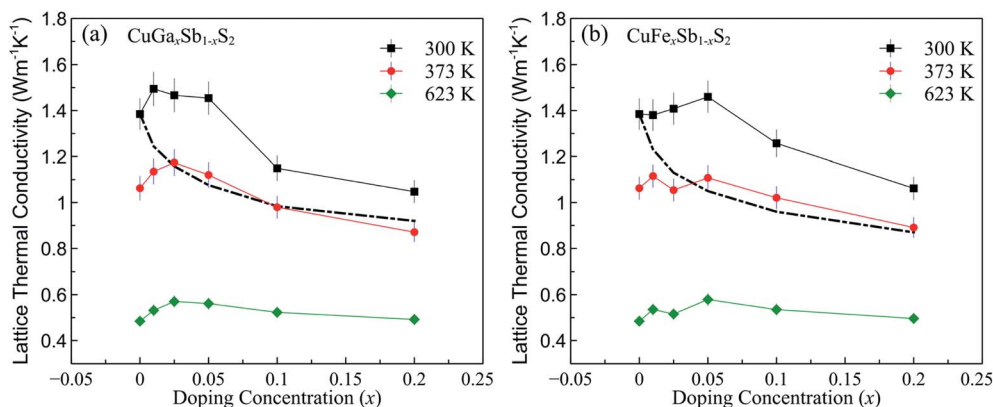 (a) CuGaₓSb₁₋ₓS₂
300 K
373 K
623 K
Lattice Thermal Conductivity (Wm⁻¹K⁻¹)
1.8
1.6
1.4
1.2
1
0.8
0.6
0.4
−0.05 0 0.05 0.1 0.15 0.2 0.25
Doping Concentration (x)
(b) CuFeₓSb₁₋ₓS₂
300 K
373 K
623 K
Lattice Thermal Conductivity (Wm⁻¹K⁻¹)
1.8
1.6
1.4
1.2
1
0.8
0.6
0.4
−0.05 0 0.05 0.1 0.15 0.2 0.25
Doping Concentration (x)